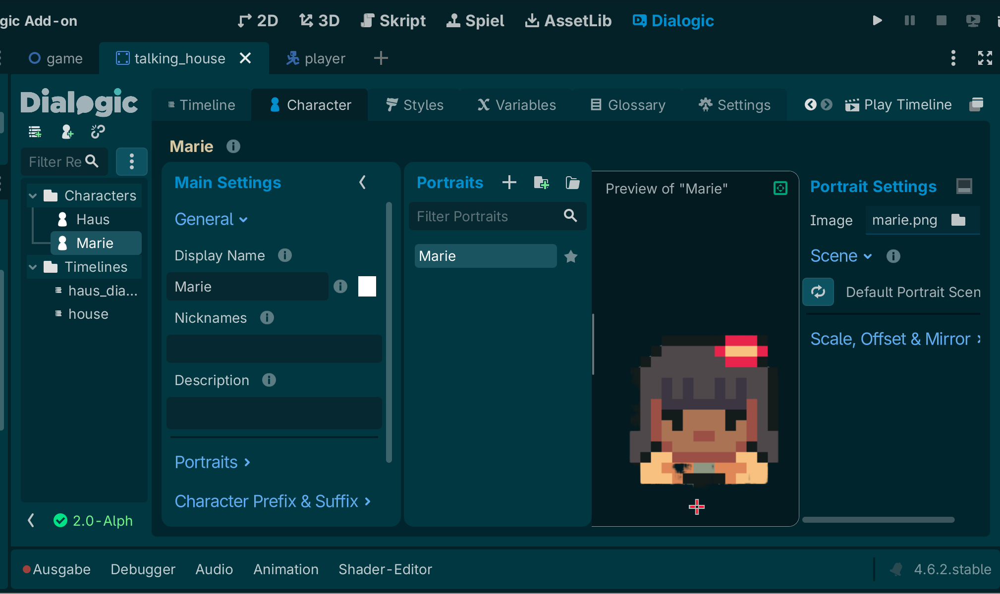 gic Add-on
2D
3D
Skript
Spiel
AssetLib
Dialogic
game
talking_house
player
Dialogic
Timeline
Character
Styles
Variables
Glossary
Settings
Play Timeline
Filter Re
Characters
Haus
Marie
Timelines
haus_dia...
house
2.0-Alph
Marie
Main Settings
General
Display Name
Marie
Nicknames
Description
Portraits
Character Prefix & Suffix
Portraits
Filter Portraits
Marie
Preview of "Marie"
Portrait Settings
Image
marie.png
Scene
Default Portrait Scen
Scale, Offset & Mirror
Ausgabe
Debugger
Audio
Animation
Shader-Editor
4.6.2.stable